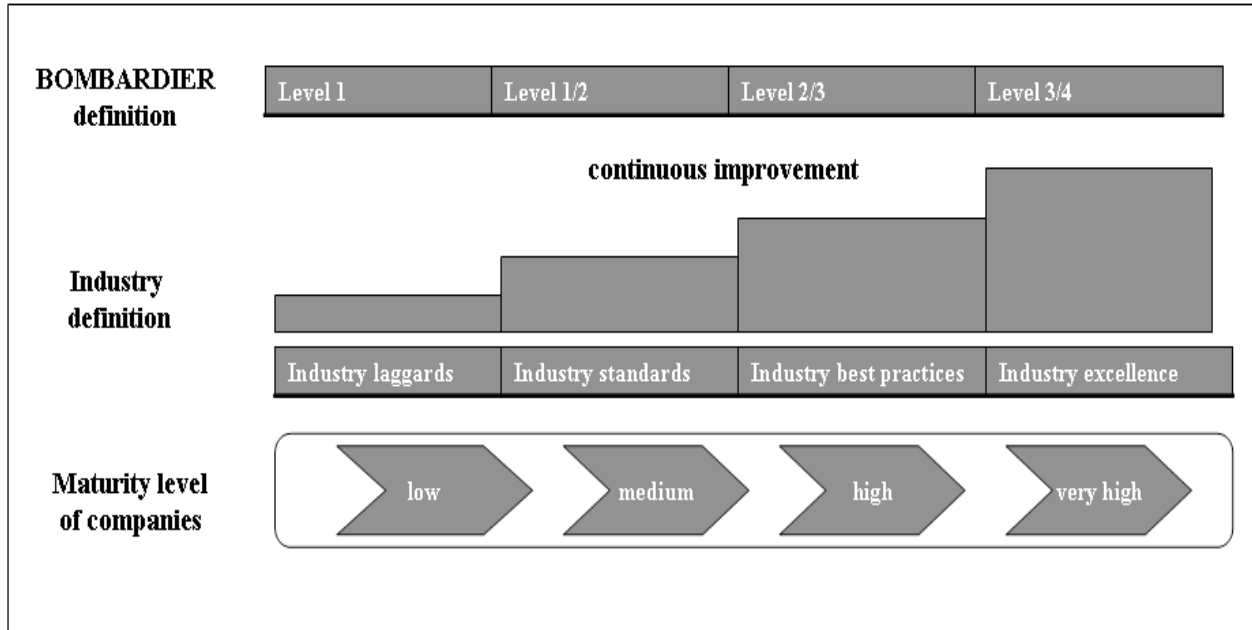 BOMBARDIER
definition
Level 1
Level 1/2
Level 2/3
Level 3/4
continuous improvement
Industry
definition
Industry laggards
Industry standards
Industry best practices
Industry excellence
Maturity level
of companies
low
medium
high
very high